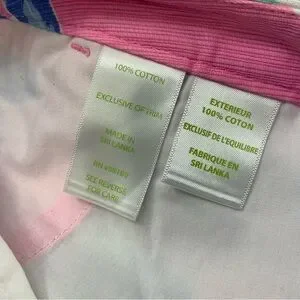 100% COTTON
EXCLUSIVE OF TRIM
MADE IN
SRI LANKA
RN
SEE REVERSE
FOR CARE
EXTERIEUR
100% COTON
EXCLUSIF DE L'EQUILIBRE
FABRIQUE EN
SRI LANKA